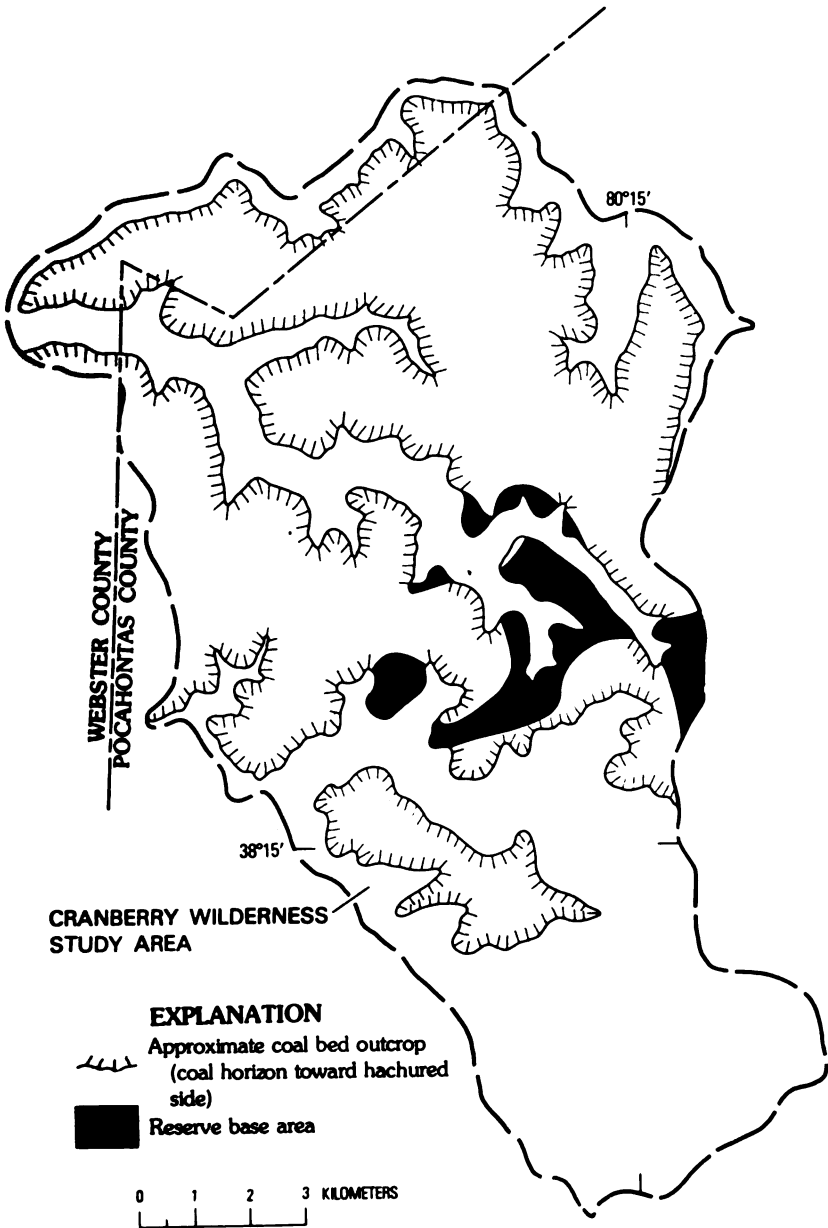 80°15'
WEBSTER COUNTY
POCAHONTAS COUNTY
38°15'
CRANBERRY WILDERNESS
STUDY AREA
EXPLANATION
Approximate coal bed outcrop
(coal horizon toward hachured
side)
Reserve base area
0 1 2 3 KILOMETERS